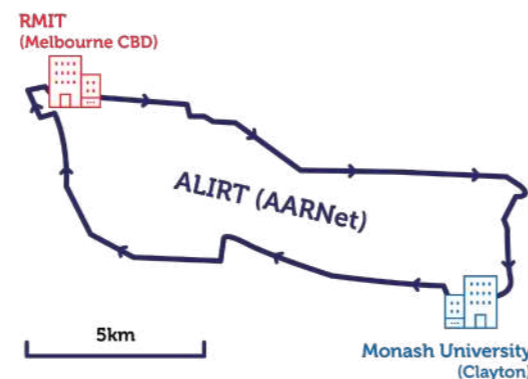 RMIT
(Melbourne CBD)
ALIRT (AARNet)
5km
Monash University
(Clayton)